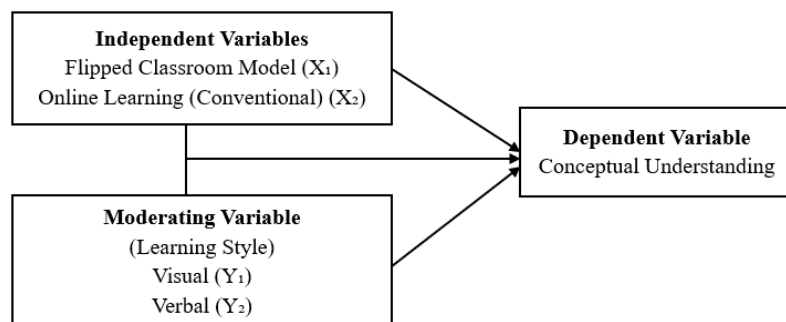 Independent Variables
Flipped Classroom Model (X₁)
Online Learning (Conventional) (X₂)
Dependent Variable
Conceptual Understanding
Moderating Variable
(Learning Style)
Visual (Y₁)
Verbal (Y₂)